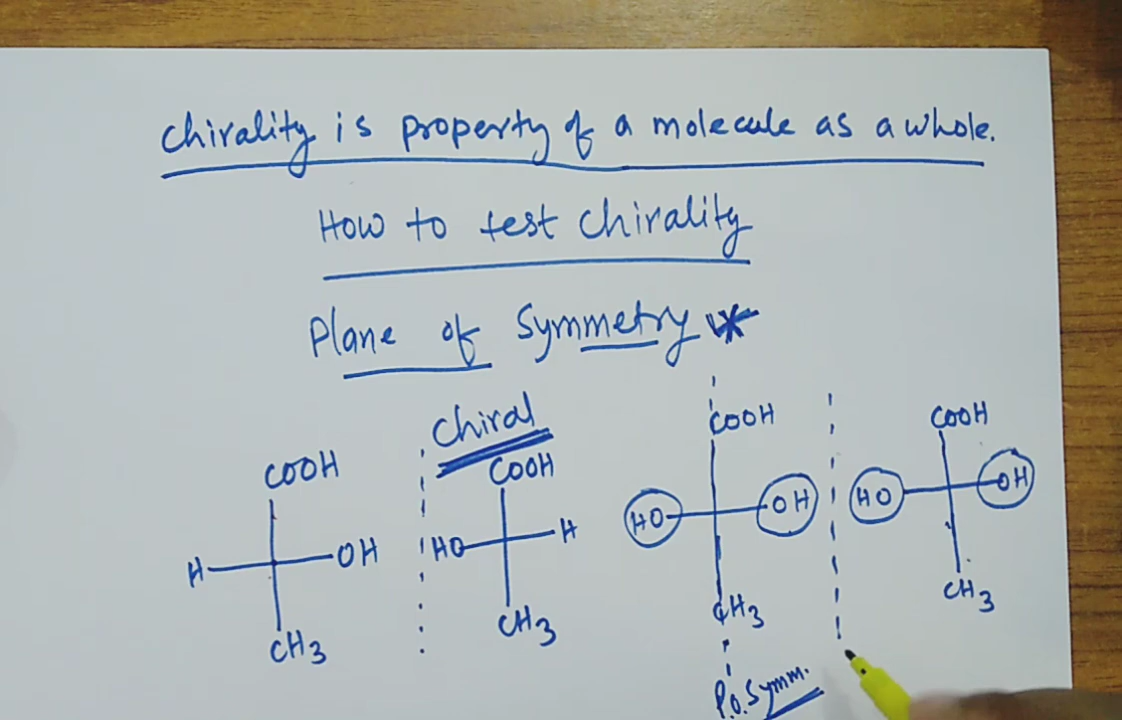 Chirality is property of a molecule as a whole.
How to test Chirality
Plane of Symmetry
Chiral
COOH
H OH
CH3
COOH
HO H
CH3
COOH
HO OH
CH3
P.O.Symm.
COOH
HO OH
CH3